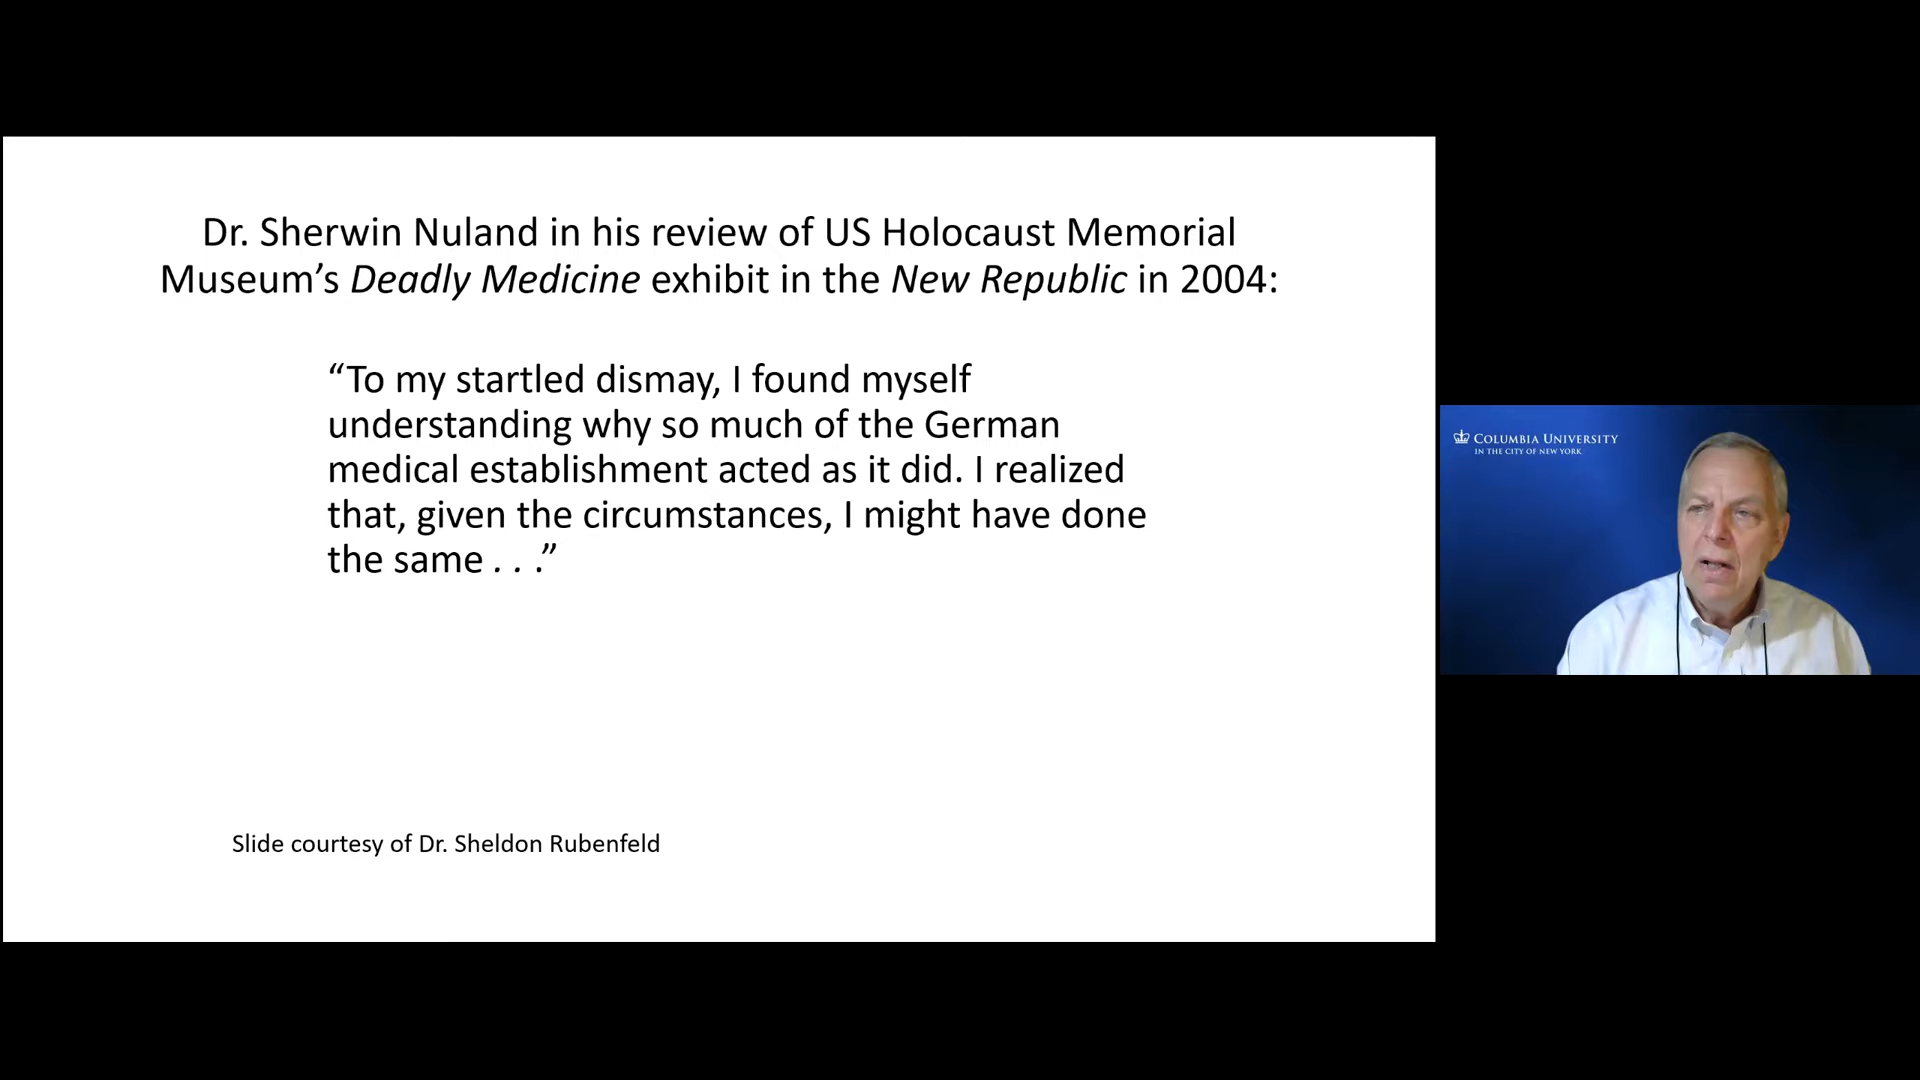 Dr. Sherwin Nuland in his review of US Holocaust Memorial
Museum’s Deadly Medicine exhibit in the New Republic in 2004:
“To my startled dismay, I found myself
understanding why so much of the German
medical establishment acted as it did. I realized
that, given the circumstances, I might have done
the same . . .”
Slide courtesy of Dr. Sheldon Rubenfeld
COLUMBIA UNIVERSITY
IN THE CITY OF NEW YORK